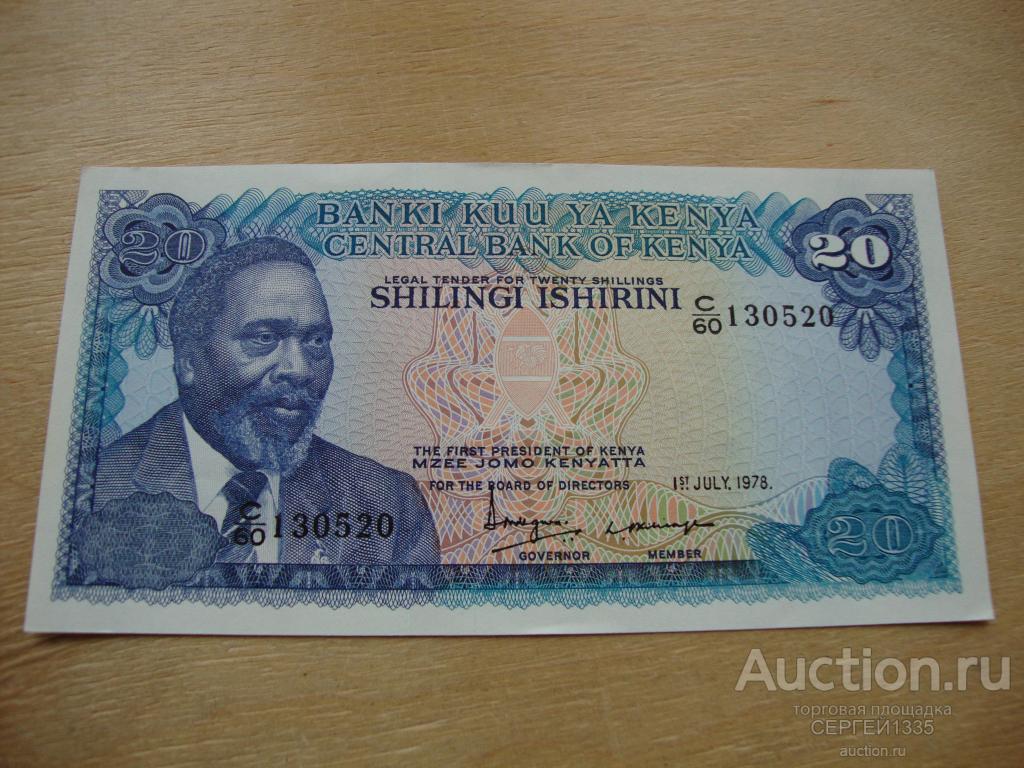 20
BANKI KUU YA KENYA
CENTRAL BANK OF KENYA
20
LEGAL TENDER FOR TWENTY SHILLINGS
SHILINGI ISHIRINI
C/60 130520
THE FIRST PRESIDENT OF KENYA
MZEE JOMO KENYATTA
FOR THE BOARD OF DIRECTORS
1ST JULY, 1978.
C/60 130520
GOVERNOR
MEMBER
20
Auction.ru
торговая площадка
СЕРГЕЙ1335
auction.ru